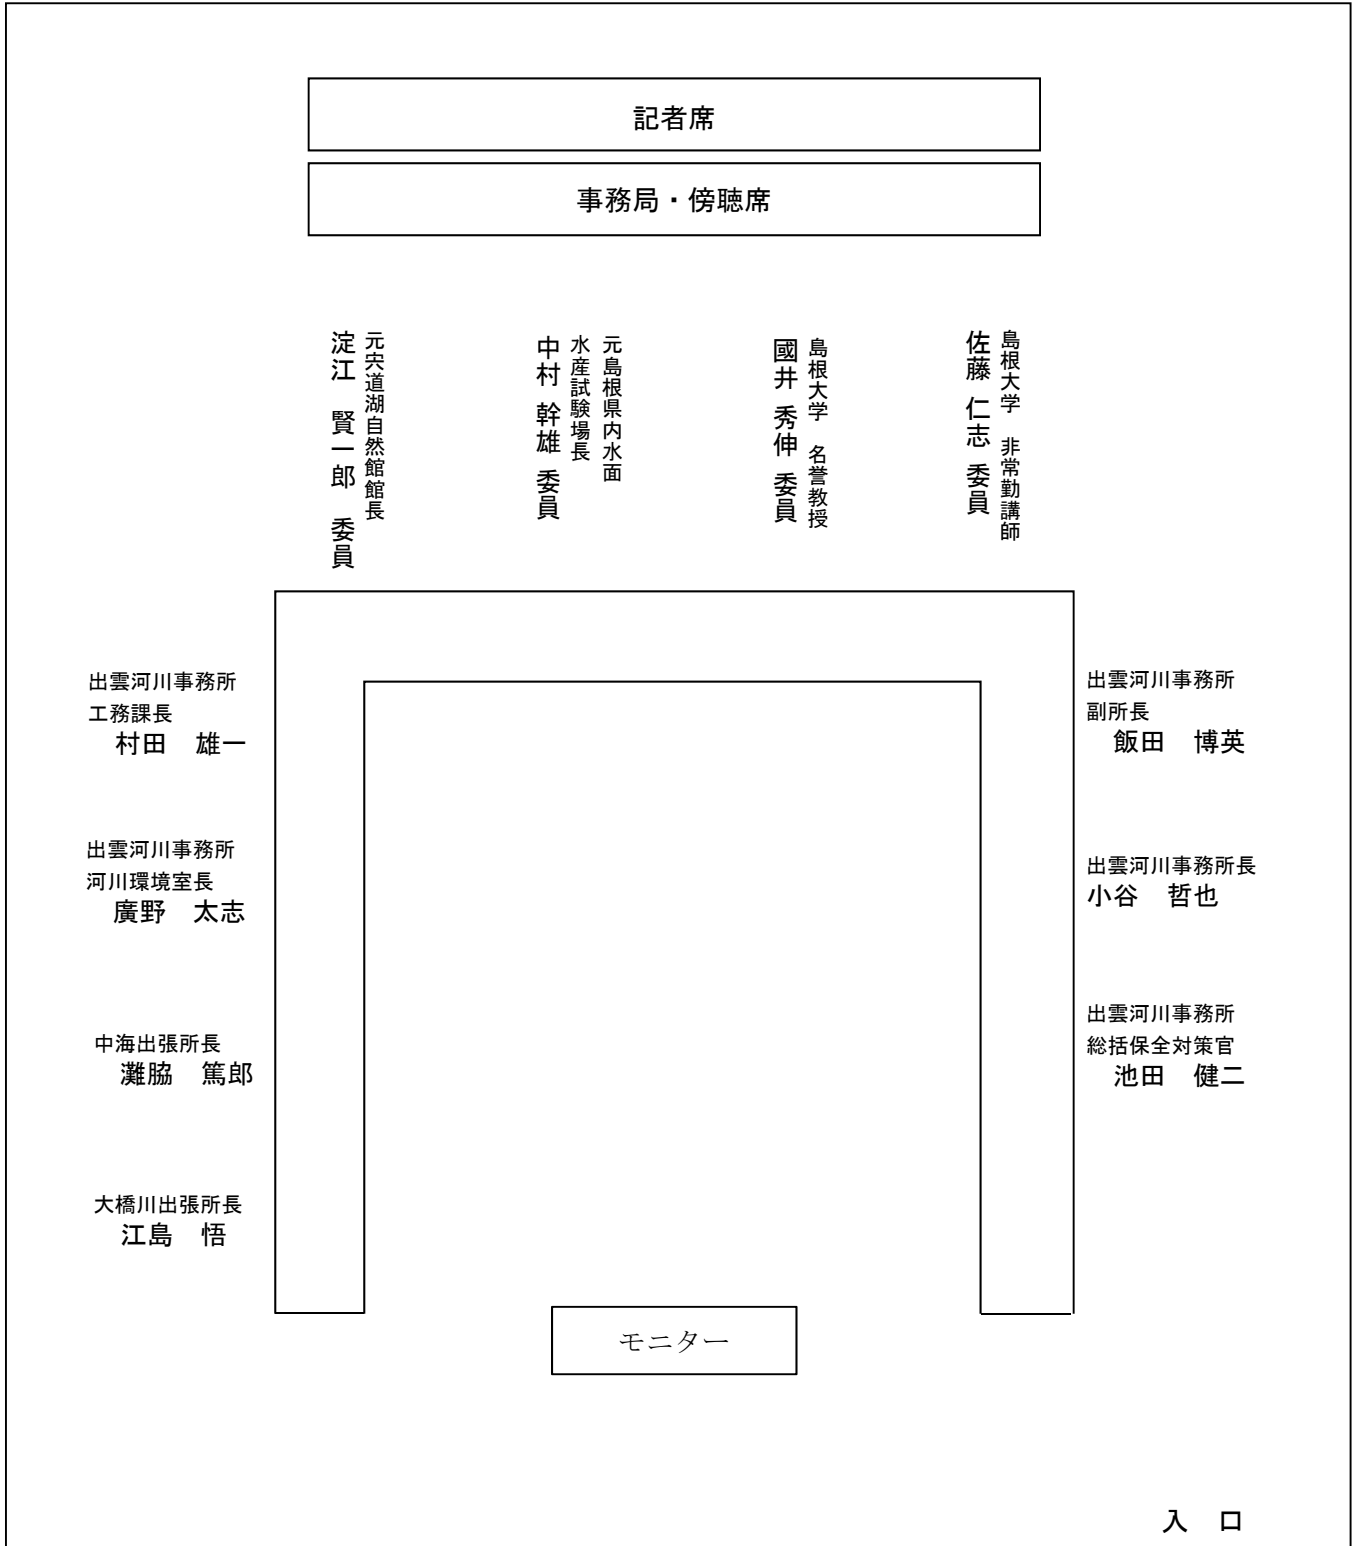 記者席
事務局・傍聴席
島根大学 非常勤講師
佐藤 仁志 委員
島根大学 名誉教授
國井 秀伸 委員
元島根県内水面
水産試験場長
中村 幹雄 委員
元宍道湖自然館館長
淀江 賢一郎 委員
出雲河川事務所
工務課長
村田 雄一
出雲河川事務所
河川環境室長
廣野 太志
中海出張所長
灘脇 篤郎
大橋川出張所長
江島 悟
出雲河川事務所
副所長
飯田 博英
出雲河川事務所長
小谷 哲也
出雲河川事務所
総括保全対策官
池田 健二
モニター
入 口